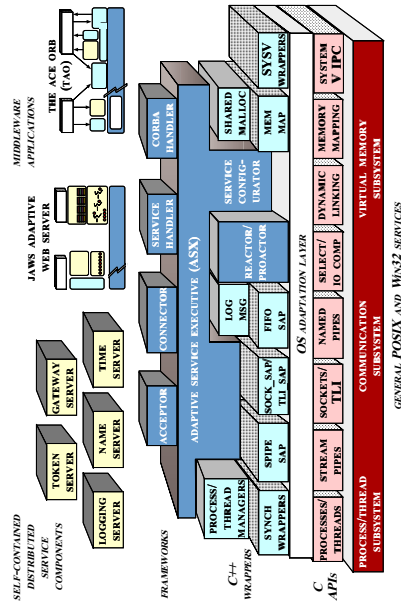 SELF-CONTAINED
DISTRIBUTED
SERVICE
COMPONENTS
TOKEN
SERVER
GATEWAY
SERVER
LOGGING
SERVER
NAME
SERVER
TIME
SERVER
JAWS ADAPTIVE
WEB SERVER
MIDDLEWARE
APPLICATIONS
THE ACE ORB
(TAO)
FRAMEWORKS
ACCEPTOR
CONNECTOR
SERVICE
HANDLER
CORBA
HANDLER
ADAPTIVE SERVICE EXECUTIVE (ASX)
C++
WRAPPERS
PROCESS/
THREAD
MANAGERS
LOG
MSG
REACTOR/
PROACTOR
SERVICE
CONFIG-
URATOR
SHARED
MALLOC
SYNCH
WRAPPERS
SPIPE
SAP
SOCK_SAP/
TLI SAP
FIFO
SAP
MEM
MAP
SYSV
WRAPPERS
OS ADAPTATION LAYER
C
APIS
PROCESSES/
THREADS
STREAM
PIPES
SOCKETS/
TLI
NAMED
PIPES
SELECT/
IO COMP
DYNAMIC
LINKING
MEMORY
MAPPING
SYSTEM
V IPC
PROCESS/THREAD
SUBSYSTEM
COMMUNICATION
SUBSYSTEM
VIRTUAL MEMORY
SUBSYSTEM
GENERAL POSIX AND WIN32 SERVICES